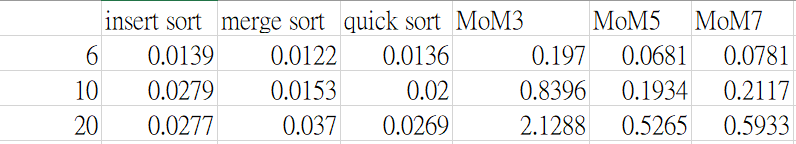 insert sort merge sort quick sort MoM3 MoM5 MoM7
6 0.0139 0.0122 0.0136 0.197 0.0681 0.0781
10 0.0279 0.0153 0.02 0.8396 0.1934 0.2117
20 0.0277 0.037 0.0269 2.1288 0.5265 0.5933